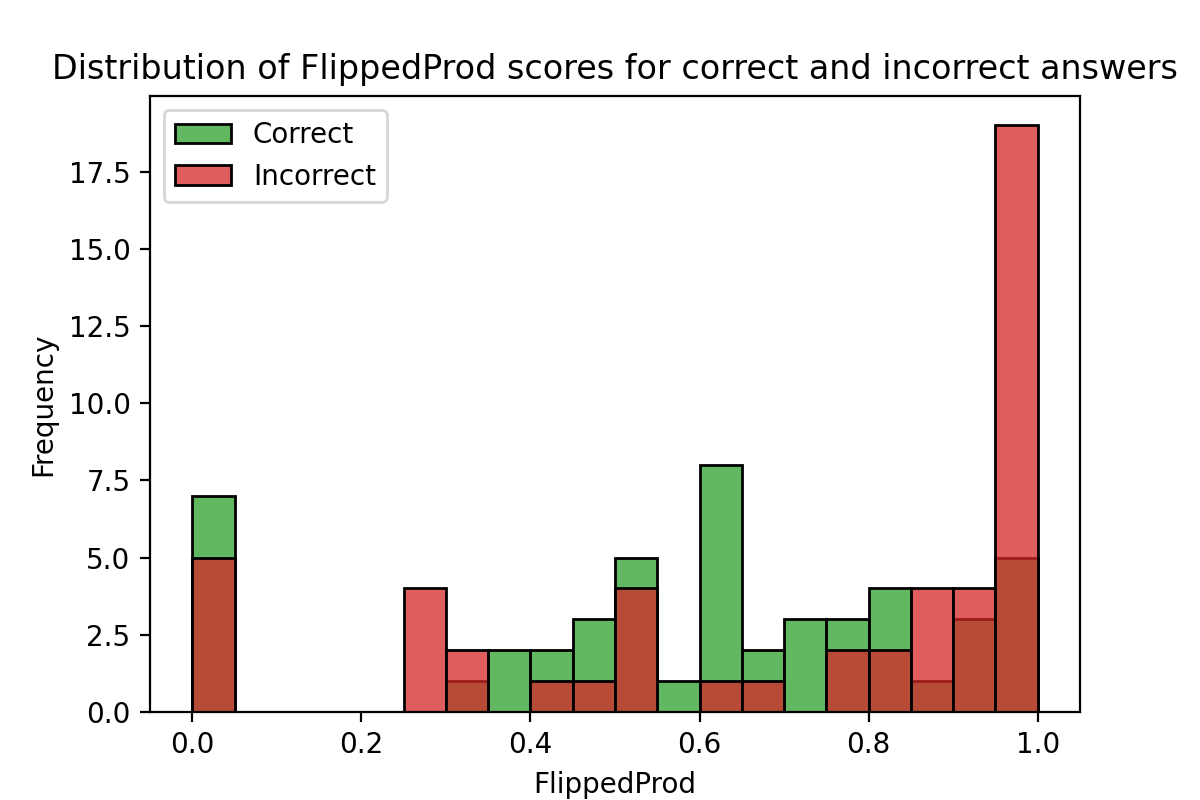 Distribution of FlippedProd scores for correct and incorrect answers
Correct
Incorrect
17.5
15.0
12.5
10.0
7.5
5.0
2.5
0.0
Frequency
0.0 0.2 0.4 0.6 0.8 1.0
FlippedProd